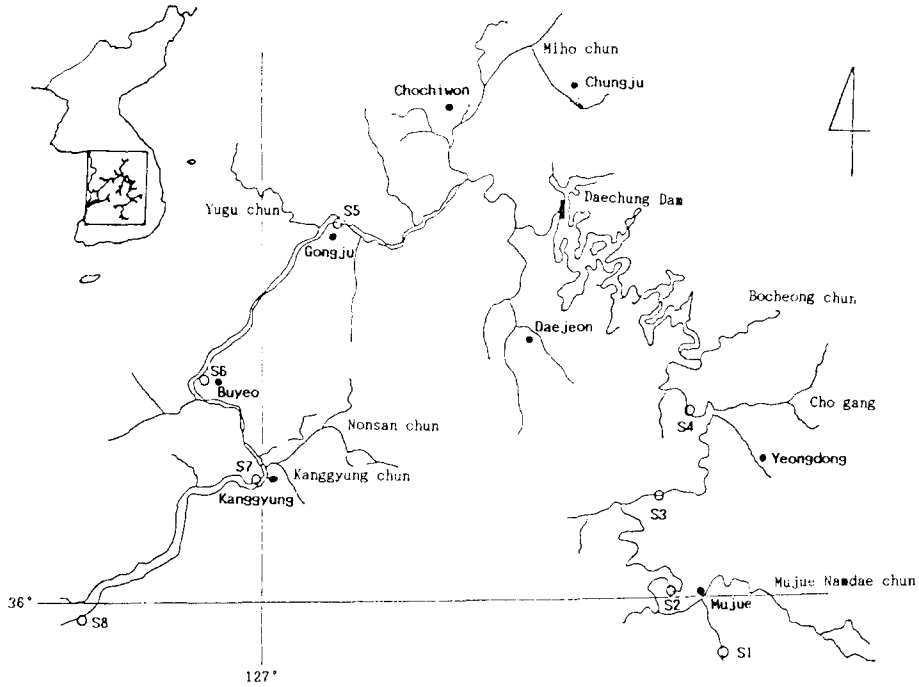 Miho chun
Chungju
Chochiwon
Daechung Dam
Yugu chun
S5
Gongju
Bocheong chun
Daejeon
S6
Buyeo
Cho gang
Nonsan chun
S4
Yeongdong
S7
Kanggyung chun
Kanggyung
S3
Mujue Namdae chun
36°
S2
Mujue
S8
S1
127°